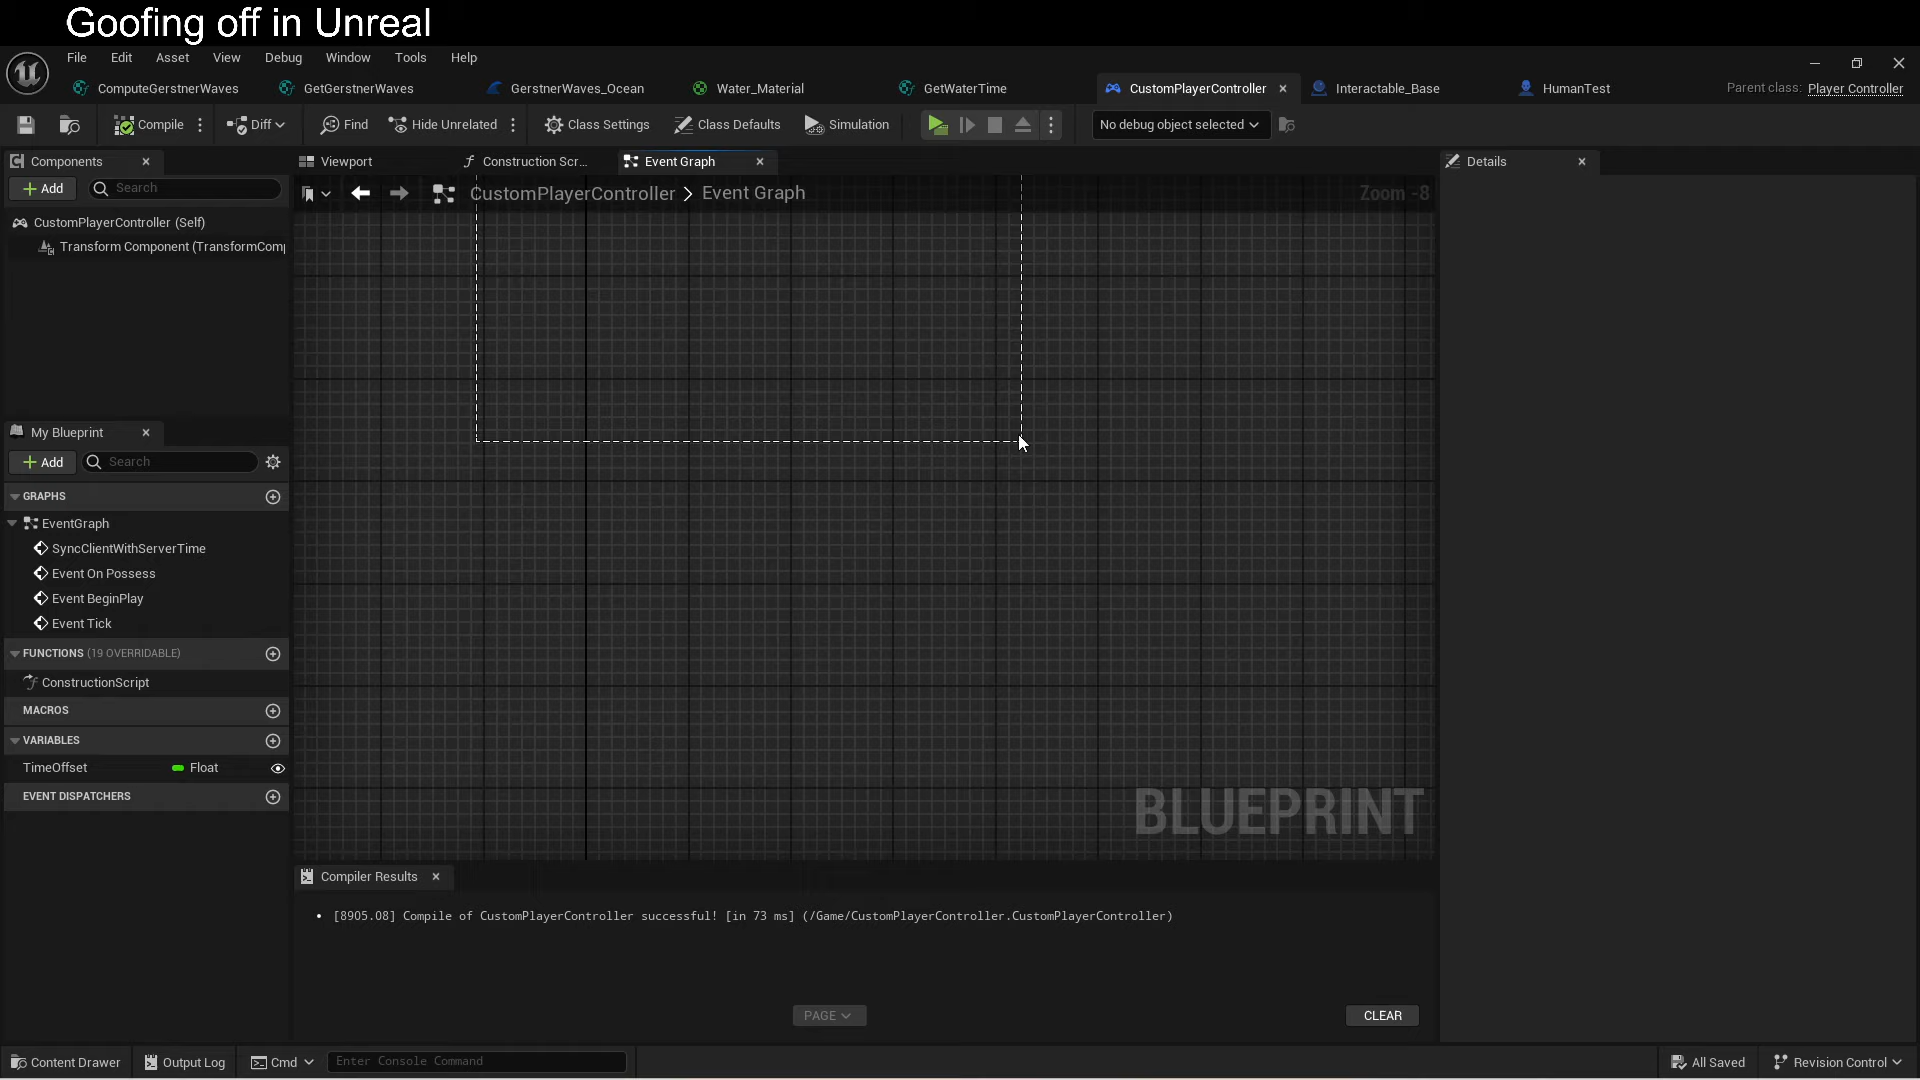 Goofing off in Unreal
File Edit Asset View Debug Window Tools Help
ComputeGerstnerWaves GetGerstnerWaves GerstnerWaves_Ocean Water_Material GetWaterTime CustomPlayerController Interactable_Base HumanTest Parent class: Player Controller
Compile Diff Find Hide Unrelated Class Settings Class Defaults Simulation No debug object selected
Components Viewport Construction Scr... Event Graph Details
Add Search CustomPlayerController > Event Graph Zoom -8
CustomPlayerController (Self)
Transform Component (TransformComp
My Blueprint
Add Search
GRAPHS
EventGraph
SyncClientWithServerTime
Event On Possess
Event BeginPlay
Event Tick
FUNCTIONS (19 OVERRIDABLE)
ConstructionScript
MACROS
VARIABLES
TimeOffset Float
EVENT DISPATCHERS
BLUEPRINT
Compiler Results
• [8905.08] Compile of CustomPlayerController successful! [in 73 ms] (/Game/CustomPlayerController.CustomPlayerController)
PAGE CLEAR
Content Drawer Output Log Cmd Enter Console Command All Saved Revision Control